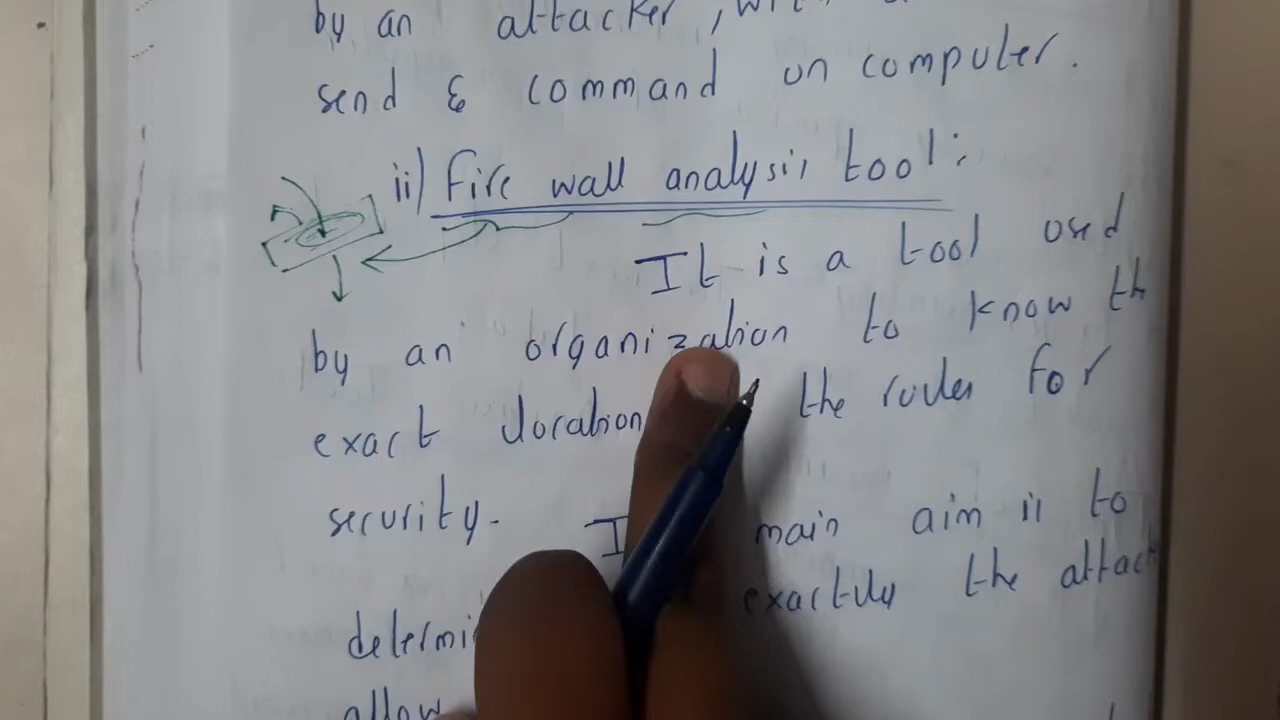 by an attacker, with a
send & command on computer.
ii) Fire wall analysis tool:
It is a tool used
by an organization to know th
exact location the rules for
security. I main aim is to
determi exactly the attack
allow